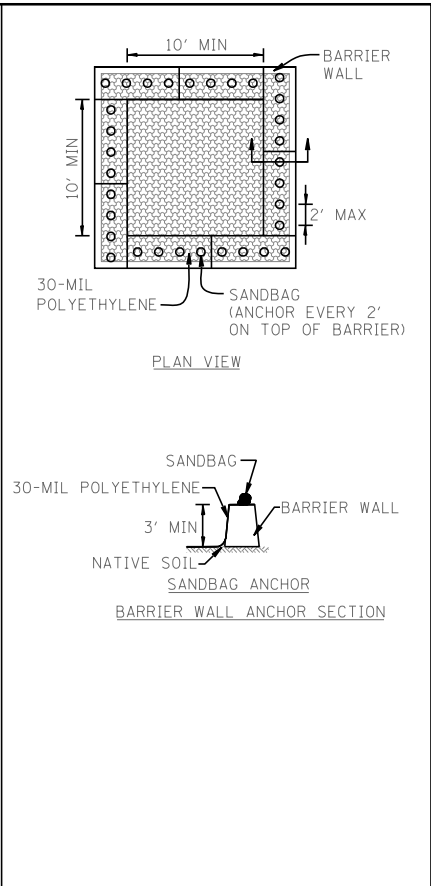 10' MIN
BARRIER
WALL
10' MIN
2' MAX
30-MIL
POLYETHYLENE
SANDBAG
(ANCHOR EVERY 2'
ON TOP OF BARRIER)
PLAN VIEW
SANDBAG
30-MIL POLYETHYLENE
BARRIER WALL
3' MIN
NATIVE SOIL
SANDBAG ANCHOR
BARRIER WALL ANCHOR SECTION